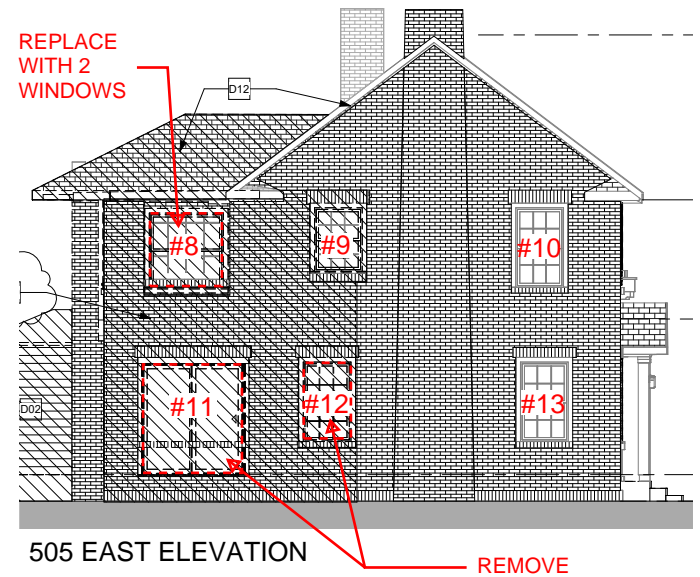 REPLACE
WITH 2
WINDOWS
D12
#8
#9
#10
#11
#12
#13
D02
505 EAST ELEVATION
REMOVE